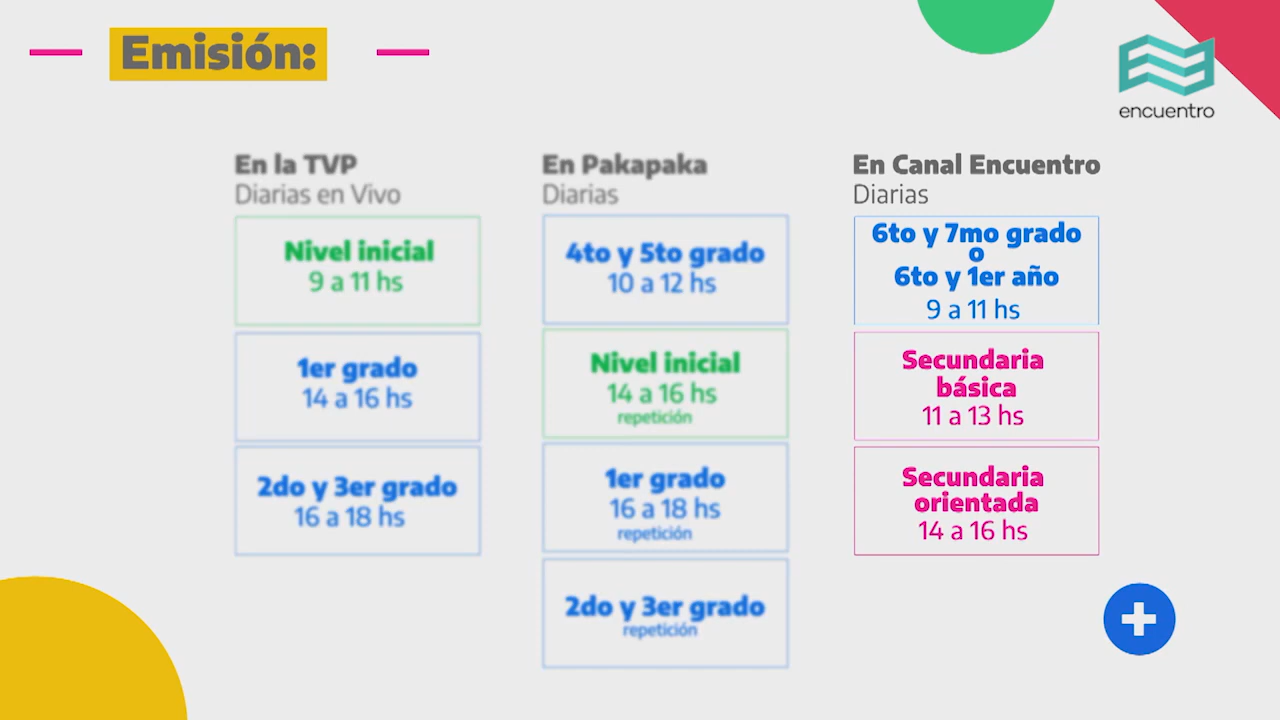 Emisión:
encuentro
En la TVP
Diarias en Vivo
Nivel inicial
9 a 11 hs
1er grado
14 a 16 hs
2do y 3er grado
16 a 18 hs
En Pakapaka
Diarias
4to y 5to grado
10 a 12 hs
Nivel inicial
14 a 16 hs
repetición
1er grado
16 a 18 hs
repetición
2do y 3er grado
repetición
En Canal Encuentro
Diarias
6to y 7mo grado
o
6to y 1er año
9 a 11 hs
Secundaria
básica
11 a 13 hs
Secundaria
orientada
14 a 16 hs